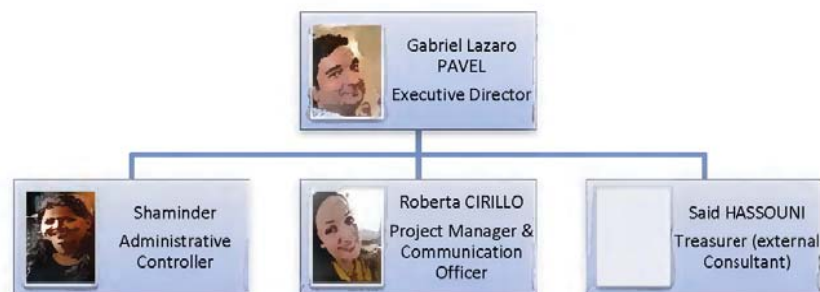 Gabriel Lazaro
PAVEL
Executive Director
Shaminder
Administrative
Controller
Roberta CIRILLO
Project Manager &
Communication
Officer
Said HASSOUNI
Treasurer (external
Consultant)